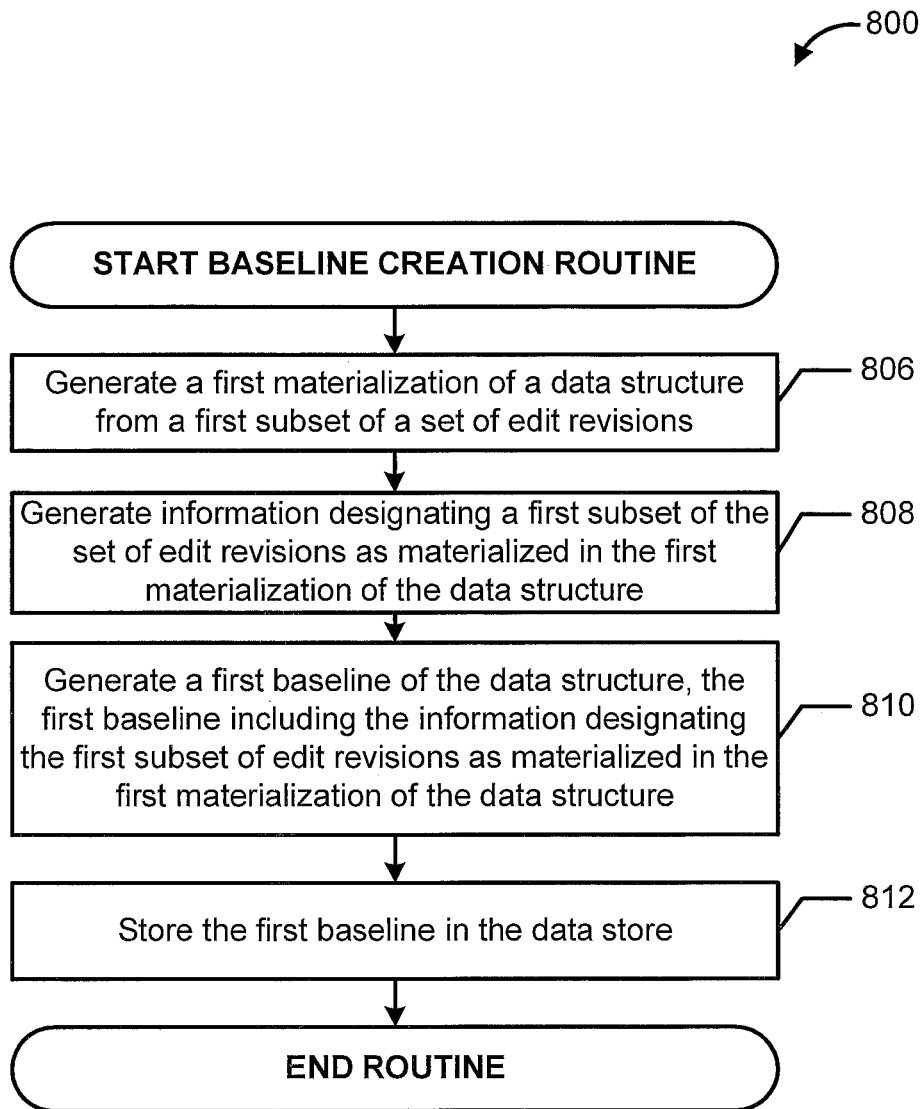 800
START BASELINE CREATION ROUTINE
Generate a first materialization of a data structure
from a first subset of a set of edit revisions
806
Generate information designating a first subset of the
set of edit revisions as materialized in the first
materialization of the data structure
808
Generate a first baseline of the data structure, the
first baseline including the information designating
the first subset of edit revisions as materialized in the
first materialization of the data structure
810
Store the first baseline in the data store
812
END ROUTINE